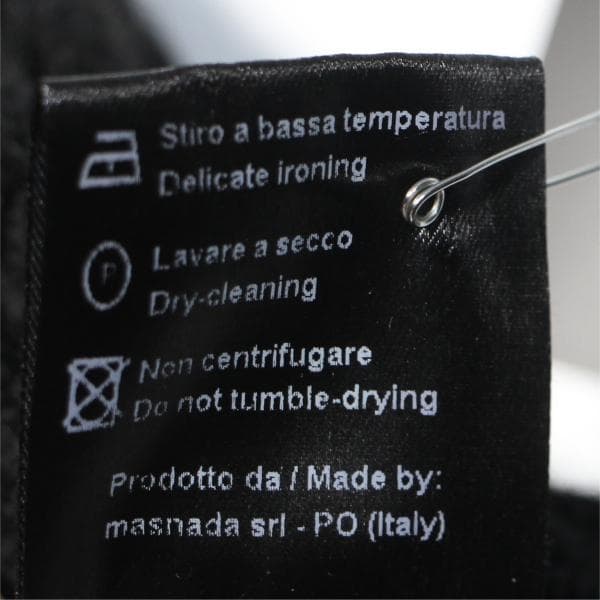 Stiro a bassa temperatura
Delicate ironing
P
Lavare a secco
Dry-cleaning
Non centrifugare
Do not tumble-drying
Prodotto da / Made by:
masnada srl - PO (Italy)